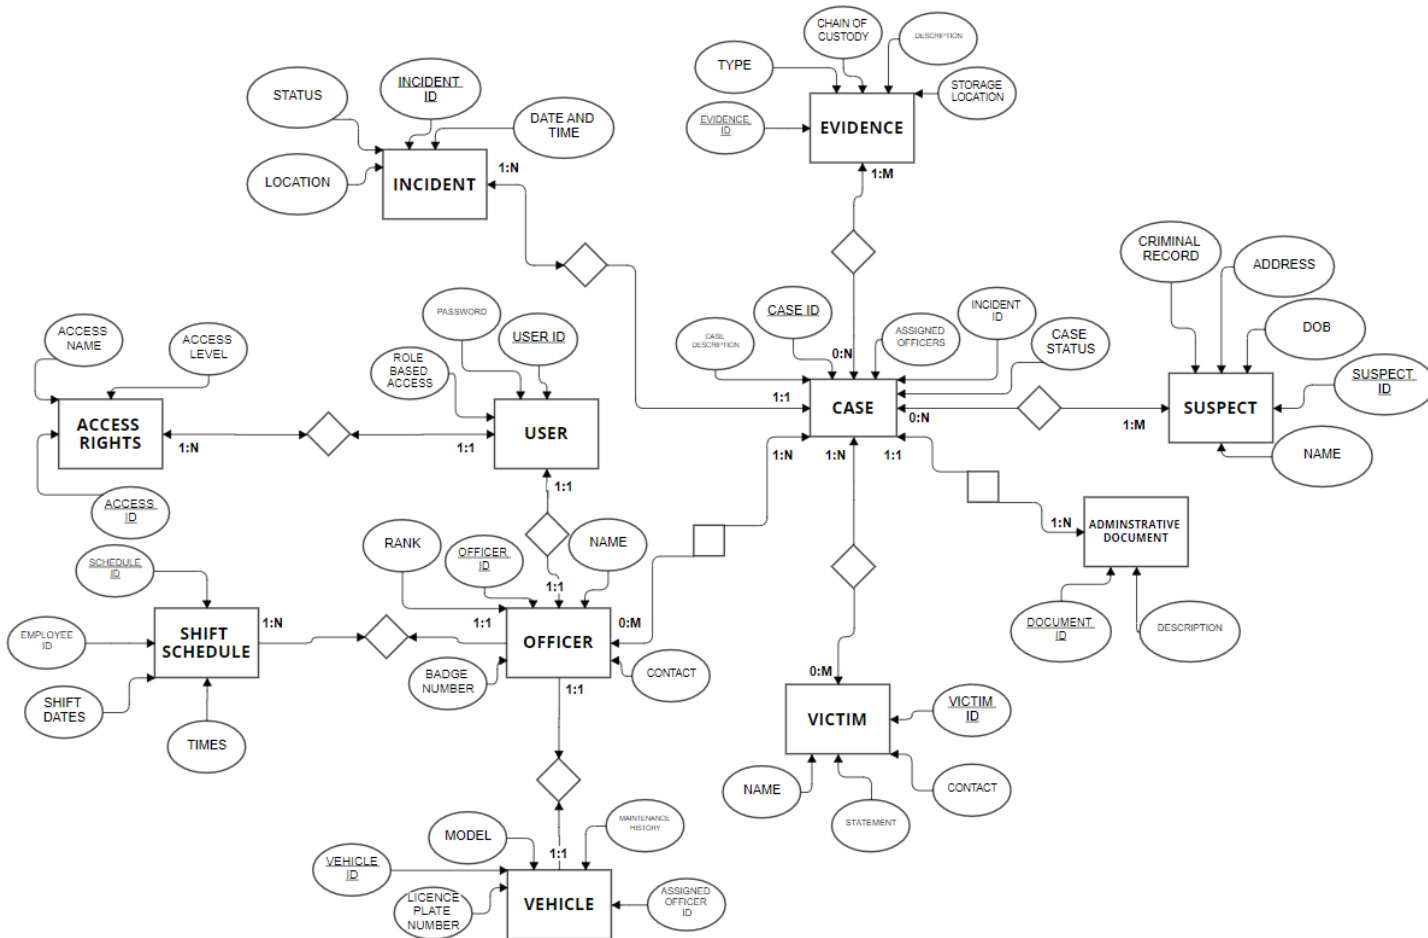 CHAIN OF
CUSTODY
DESCRIPTION
TYPE
STORAGE
LOCATION
EVIDENCE
ID
EVIDENCE
1:M
STATUS
INCIDENT
ID
DATE AND
TIME
LOCATION
INCIDENT
1:N
CRIMINAL
RECORD
ADDRESS
DOB
SUSPECT
ID
NAME
SUSPECT
1:M
CASE
DESCRIPTION
CASE ID
ASSIGNED
OFFICERS
INCIDENT
ID
CASE
STATUS
0:N
1:1
CASE
0:N
1:N
1:N
1:1
ACCESS
NAME
ACCESS
LEVEL
ACCESS
RIGHTS
1:N
ACCESS
ID
PASSWORD
USER ID
ROLE
BASED
ACCESS
USER
1:1
1:1
1:N
ADMINSTRATIVE
DOCUMENT
DOCUMENT
ID
DESCRIPTION
RANK
OFFICER
ID
NAME
1:1
1:1
OFFICER
0:M
BADGE
NUMBER
CONTACT
1:1
SCHEDULE
ID
EMPLOYEE
ID
SHIFT
SCHEDULE
1:N
SHIFT
DATES
TIMES
0:M
VICTIM
VICTIM
ID
NAME
STATEMENT
CONTACT
MODEL
MAINTENANCE
HISTORY
1:1
VEHICLE
ID
LICENCE
PLATE
NUMBER
VEHICLE
ASSIGNED
OFFICER
ID